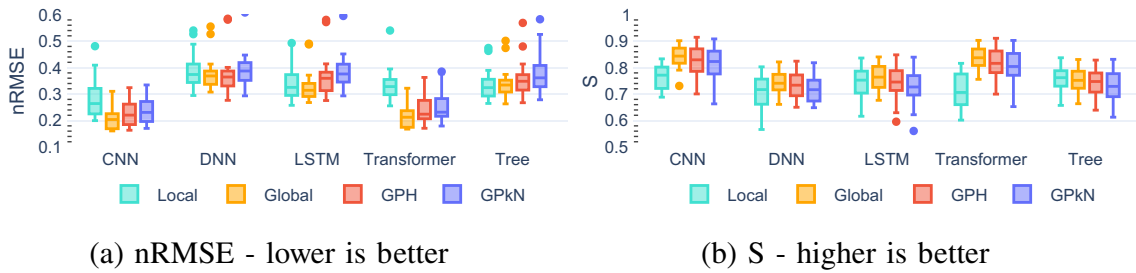 0.6
0.5
0.4
0.3
0.2
0.1
nRMSE
CNN DNN LSTM Transformer Tree
Local Global GPH GPkN
(a) nRMSE - lower is better
1
0.9
0.8
0.7
0.6
0.5
S
CNN DNN LSTM Transformer Tree
Local Global GPH GPkN
(b) S - higher is better